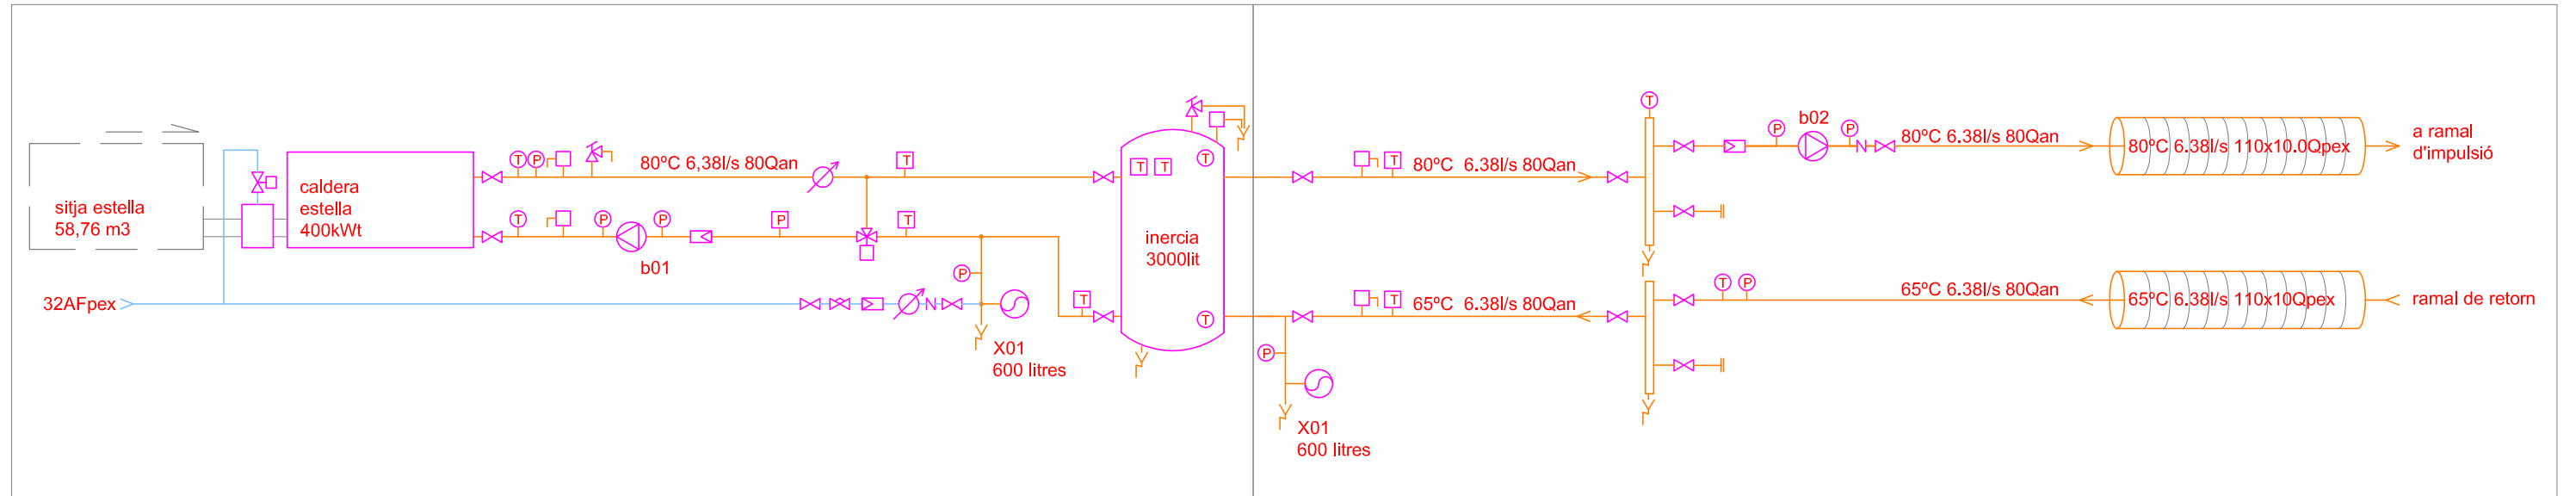 sitja estella
58,76 m3
caldera
estella
400kWt
T
P
80ºC 6,38l/s 80Qan
T
T
P
P
b01
P
T
32AFpex
N
P
X01
600 litres
T
T
T
T
inercia
3000lit
T
T
80ºC 6.38l/s 80Qan
T
65ºC 6.38l/s 80Qan
P
X01
600 litres
T
P
b02
P
N
80ºC 6.38l/s 80Qan
80ºC 6.38l/s 110x10.0Qpex
a ramal
d'impulsió
T
P
65ºC 6.38l/s 80Qan
65ºC 6.38l/s 110x10Qpex
ramal de retorn